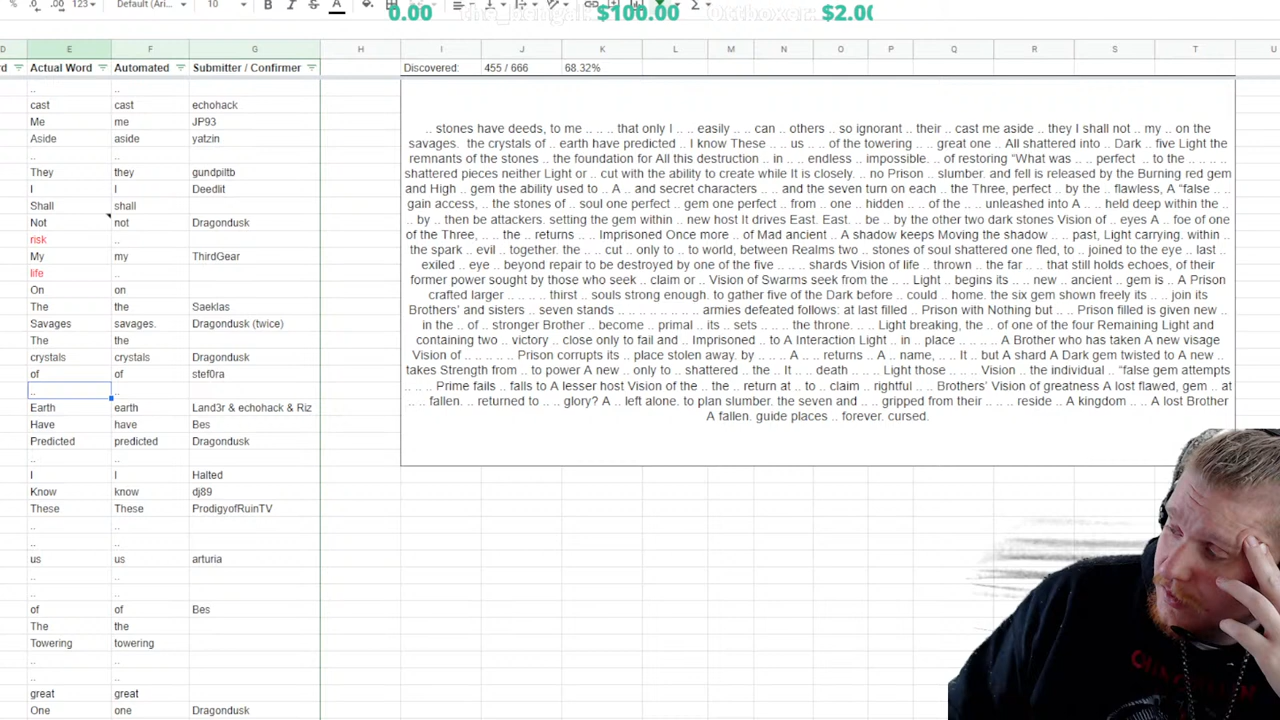 123 Default (Ari... 10 B I S A
0.00 $100.00 $2.00
D E F G H I J K L M N O P Q R S T U
Actual Word Automated Submitter / Confirmer Discovered: 455 / 666 68.32%
..
cast cast echohack
Me me JP93
Aside aside yatzin
.. ..
They they gundpiltb
I I Deedlit
Shall shall
Not not Dragondusk
risk ..
My my ThirdGear
life ..
On on
The the Saeklas
Savages savages. Dragondusk (twice)
The the
crystals crystals Dragondusk
of of stef0ra
.. ..
Earth earth Land3r & echohack & Riz
Have have Bes
Predicted predicted Dragondusk
.. ..
I I Halted
Know know dj89
These These ProdigyofRuinTV
.. ..
.. ..
us us arturia
.. ..
.. ..
of of Bes
The the
Towering towering
.. ..
.. ..
great great
One one Dragondusk
.. stones have deeds, to me .. .. .. that only I .. easily .. .. can .. others .. so ignorant .. their .. cast me aside .. they I shall not .. my .. on the
savages. the crystals of .. earth have predicted .. I know These .. .. us .. .. of the towering .. .. great one .. All shattered into .. Dark .. five Light the
remnants of the stones .. the foundation for All this destruction .. in .. endless .. impossible. .. of restoring “What was .. .. perfect .. to the .. .. .. ..
shattered pieces neither Light or .. cut with the ability to create while It is closely. .. no Prison .. slumber. and fell is released by the Burning red gem
and High .. gem the ability used to .. A .. and secret characters .. .. and the seven turn on each .. the Three, perfect .. by the .. flawless, A “false ..
gain access, .. the stones of .. soul one perfect .. gem one perfect .. from .. one .. hidden .. of the .. unleashed into A .. .. held deep within the ..
.. by .. then be attackers. setting the gem within .. new host It drives East. East. .. be .. by the other two dark stones Vision of .. eyes A .. foe of one
of the Three, .. .. the .. returns .. Imprisoned Once more .. of Mad ancient .. A shadow keeps Moving the shadow .. .. past, Light carrying. within ..
the spark .. evil .. together. the .. cut .. only to .. to world, between Realms two .. stones of soul shattered one fled, to .. joined to the eye .. last ..
exiled .. eye .. beyond repair to be destroyed by one of the five .. .. .. shards Vision of life .. thrown .. the far .. .. that still holds echoes, of their
former power sought by those who seek .. claim or .. Vision of Swarms seek from the .. .. Light .. begins its .. .. new .. ancient .. gem is .. A Prison
crafted larger .. .. .. .. thirst .. souls strong enough. to gather five of the Dark before .. could .. home. the six gem shown freely its .. .. join its
Brothers’ and sisters .. seven stands .. .. .. .. armies defeated follows: at last filled .. Prison with Nothing but .. .. Prison filled is given new ..
in the .. of .. stronger Brother .. become .. primal .. its .. sets .. .. the throne. .. .. Light breaking, the .. of one of the four Remaining Light and
containing two .. victory .. close only to fail and .. Imprisoned .. to A Interaction Light .. in .. place .. .. .. A Brother who has taken A new visage
Vision of .. .. .. .. Prison corrupts its .. place stolen away. by .. .. A .. .. returns .. A .. name, .. .. It .. but A shard A Dark gem twisted to A new ..
takes Strength from .. .. to power A new .. .. only to .. shattered .. the .. It .. death .. .. Light those .. .. Vision .. the individual .. “false gem attempts
.. .. Prime fails .. falls to A lesser host Vision of the .. the .. return at .. to .. claim .. rightful .. .. Brothers’ Vision of greatness A lost flawed, gem .. at
.. .. fallen. .. returned to .. .. glory? A .. left alone. to plan slumber. the seven and .. gripped from their .. .. .. reside .. A kingdom .. .. A lost Brother
A fallen. guide places .. forever. cursed.